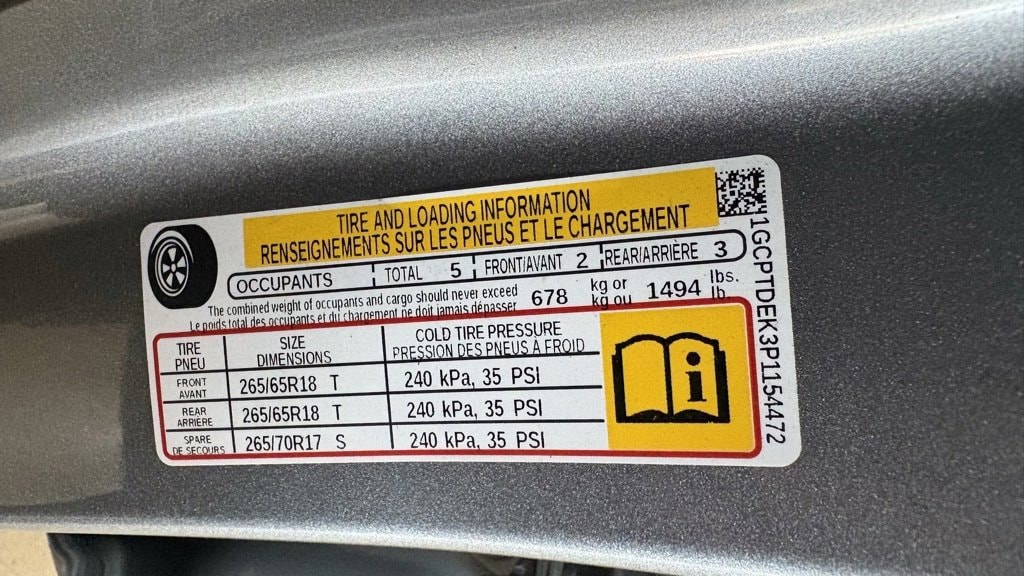 TIRE AND LOADING INFORMATION
RENSEIGNEMENTS SUR LES PNEUS ET LE CHARGEMENT
OCCUPANTS TOTAL 5 FRONT/AVANT 2 REAR/ARRIÈRE 3
The combined weight of occupants and cargo should never exceed 678 kg or 1494 lbs.
Le poids total des occupants et du chargement ne doit jamais dépasser kg ou lb.
TIRE PNEU SIZE DIMENSIONS COLD TIRE PRESSURE PRESSION DES PNEUS À FROID
FRONT AVANT 265/65R18 T 240 kPa, 35 PSI
REAR ARRIÈRE 265/65R18 T 240 kPa, 35 PSI
SPARE DE SECOURS 265/70R17 S 240 kPa, 35 PSI
i
1GCPTDEK3P1154472